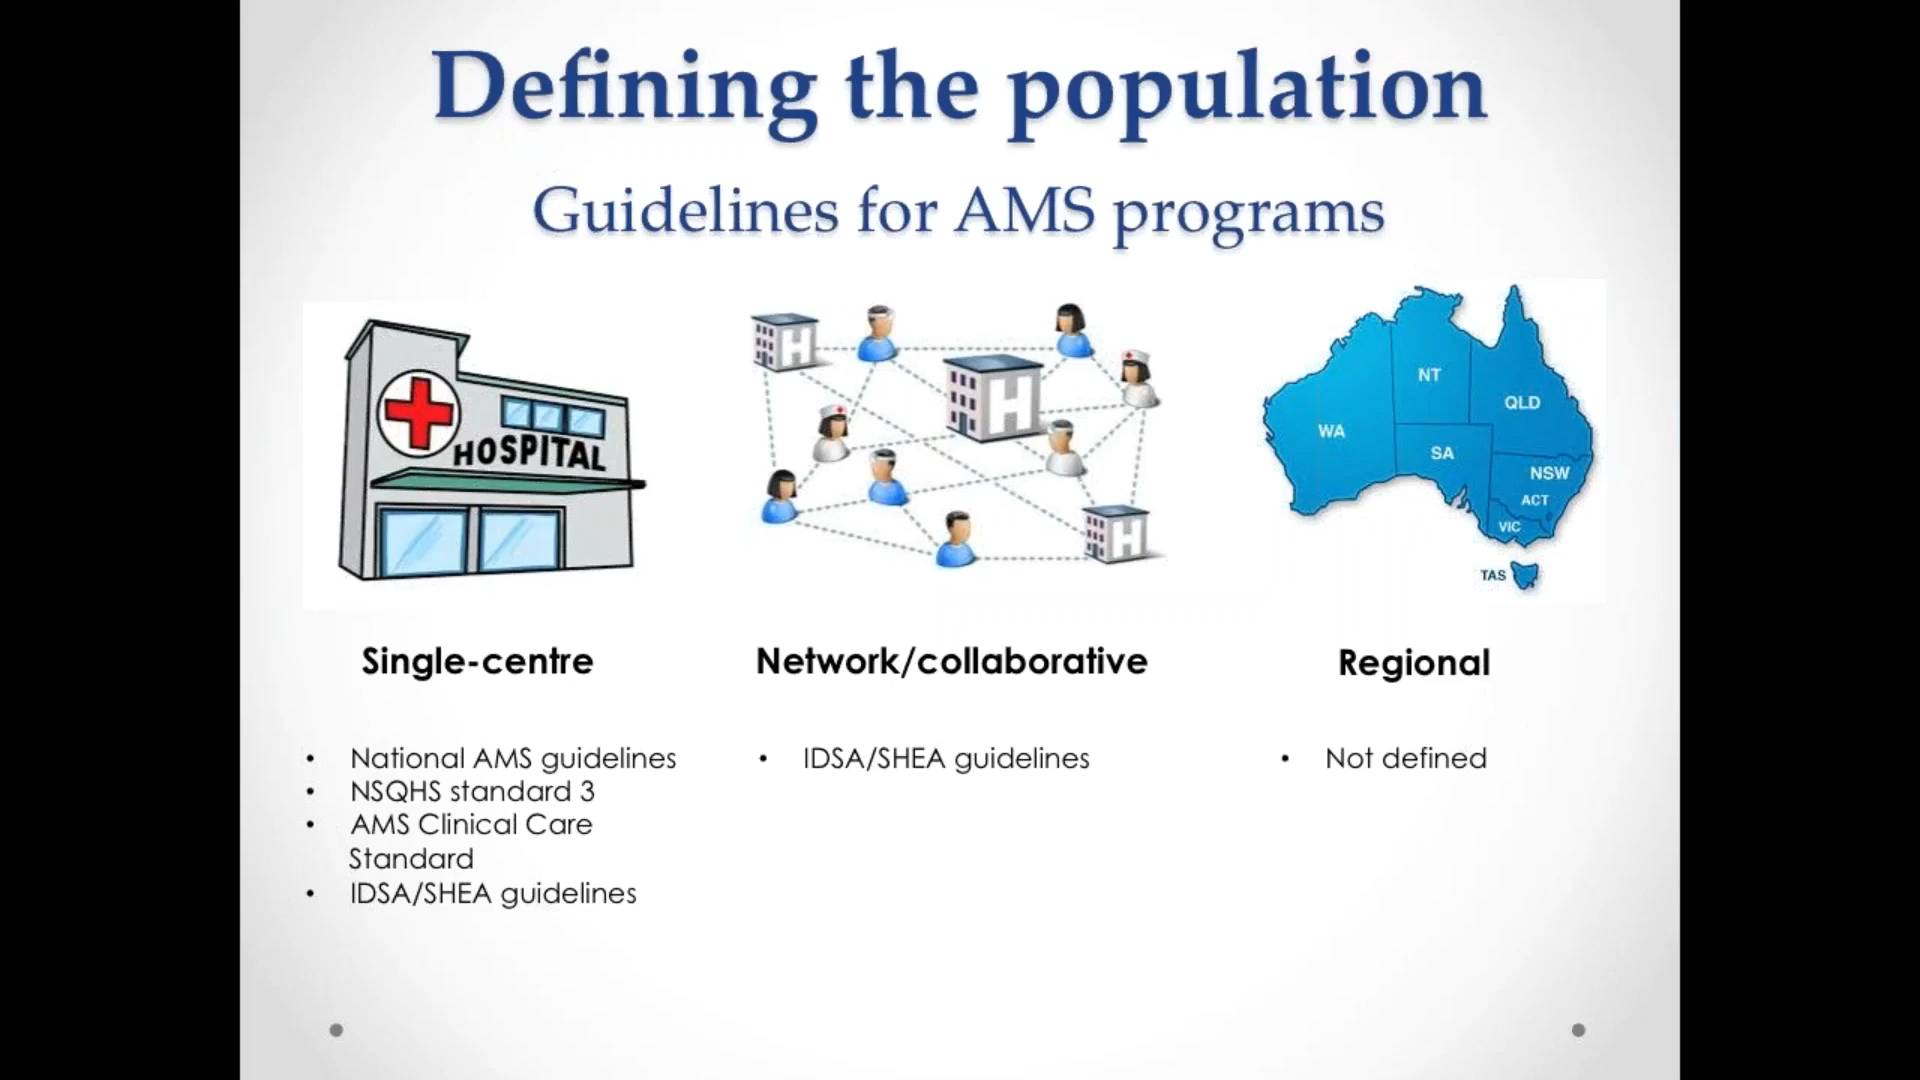 Defining the population
Guidelines for AMS programs
HOSPITAL
H
H
H
NT
QLD
WA
SA
NSW
ACT
VIC
TAS
Single-centre
• National AMS guidelines
• NSQHS standard 3
• AMS Clinical Care
Standard
• IDSA/SHEA guidelines
Network/collaborative
• IDSA/SHEA guidelines
Regional
• Not defined